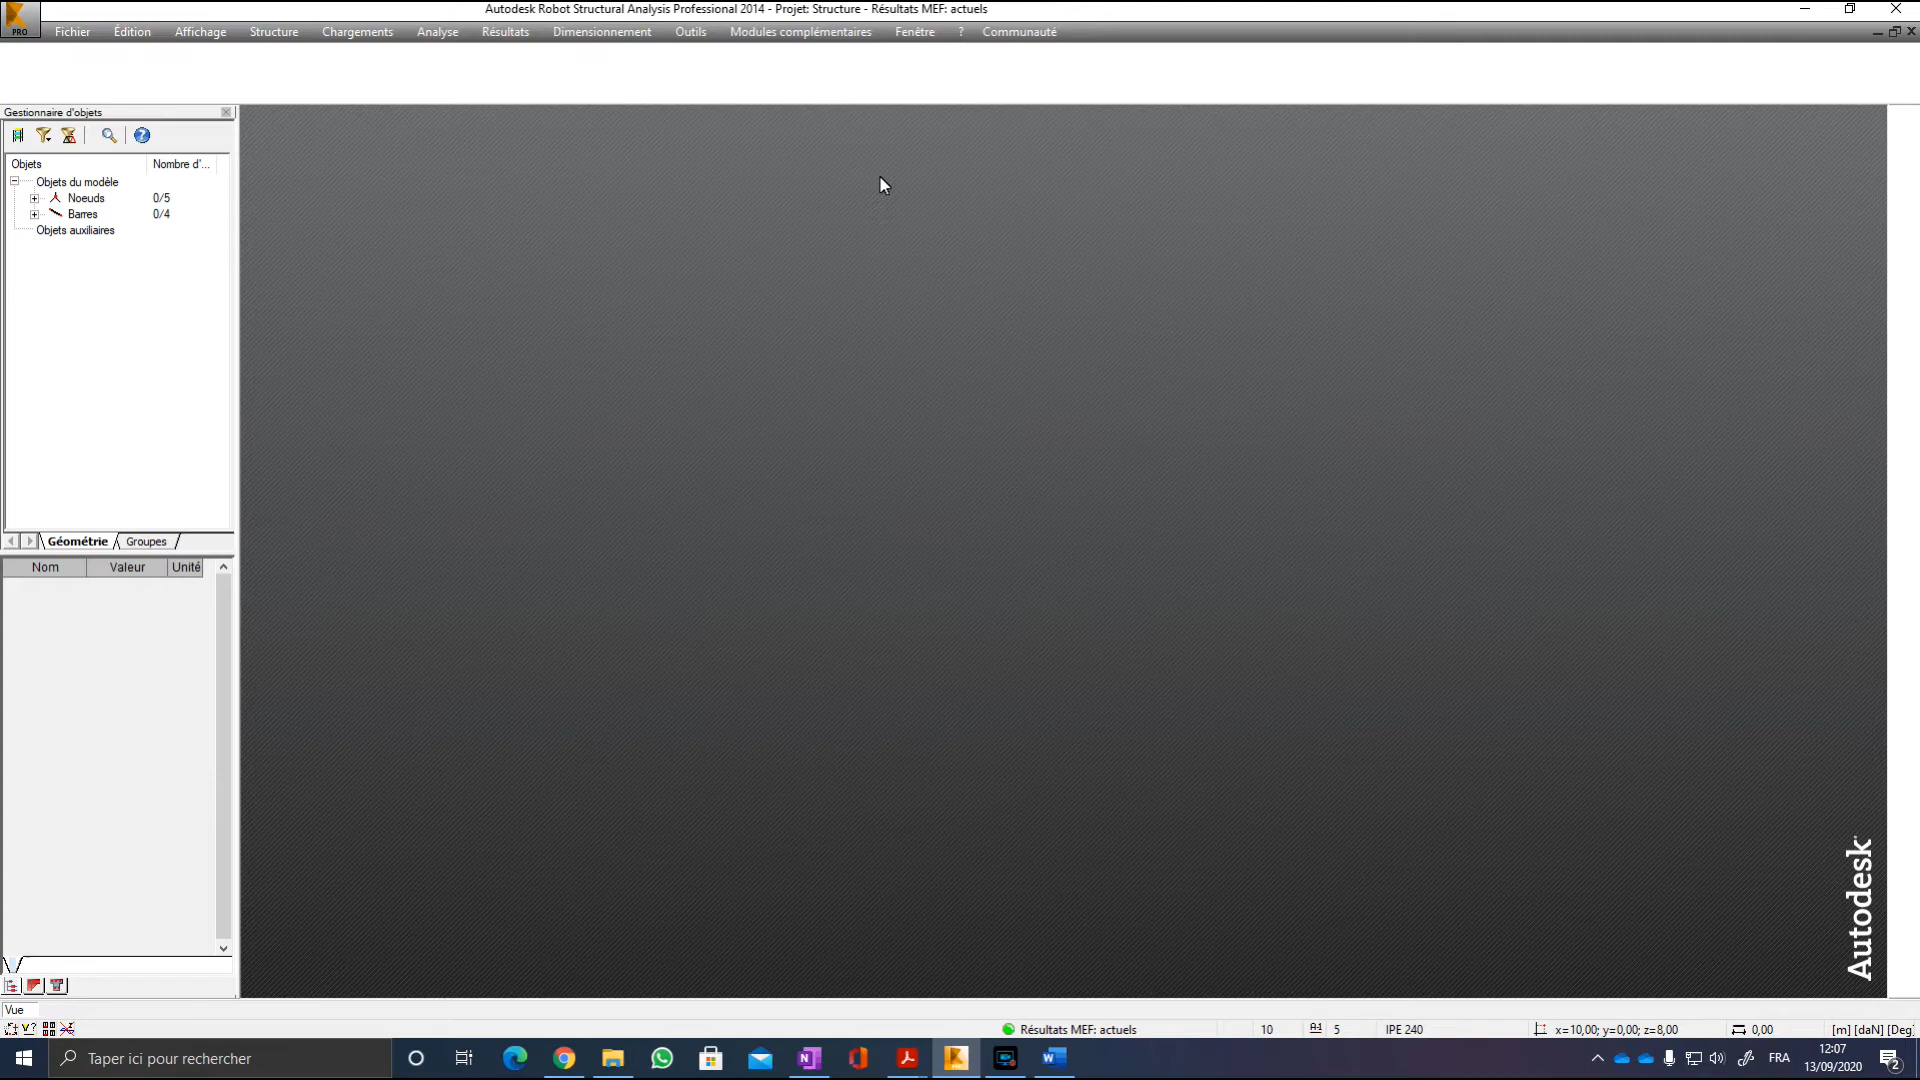 Autodesk Robot Structural Analysis Professional 2014 - Projet: Structure - Résultats MEF: actuels
PRO
Fichier Édition Affichage Structure Chargements Analyse Résultats Dimensionnement Outils Modules complémentaires Fenêtre ? Communauté
Gestionnaire d'objets
Objets Nombre d'...
Objets du modèle
Noeuds 0/5
Barres 0/4
Objets auxiliaires
Géométrie Groupes
Nom Valeur Unité
Autodesk
Vue
Résultats MEF: actuels 10 5 IPE 240 x=10,00; y=0,00; z=8,00 0,00 [m] [daN] [Deg]
Taper ici pour rechercher
FRA
12:07
13/09/2020
2